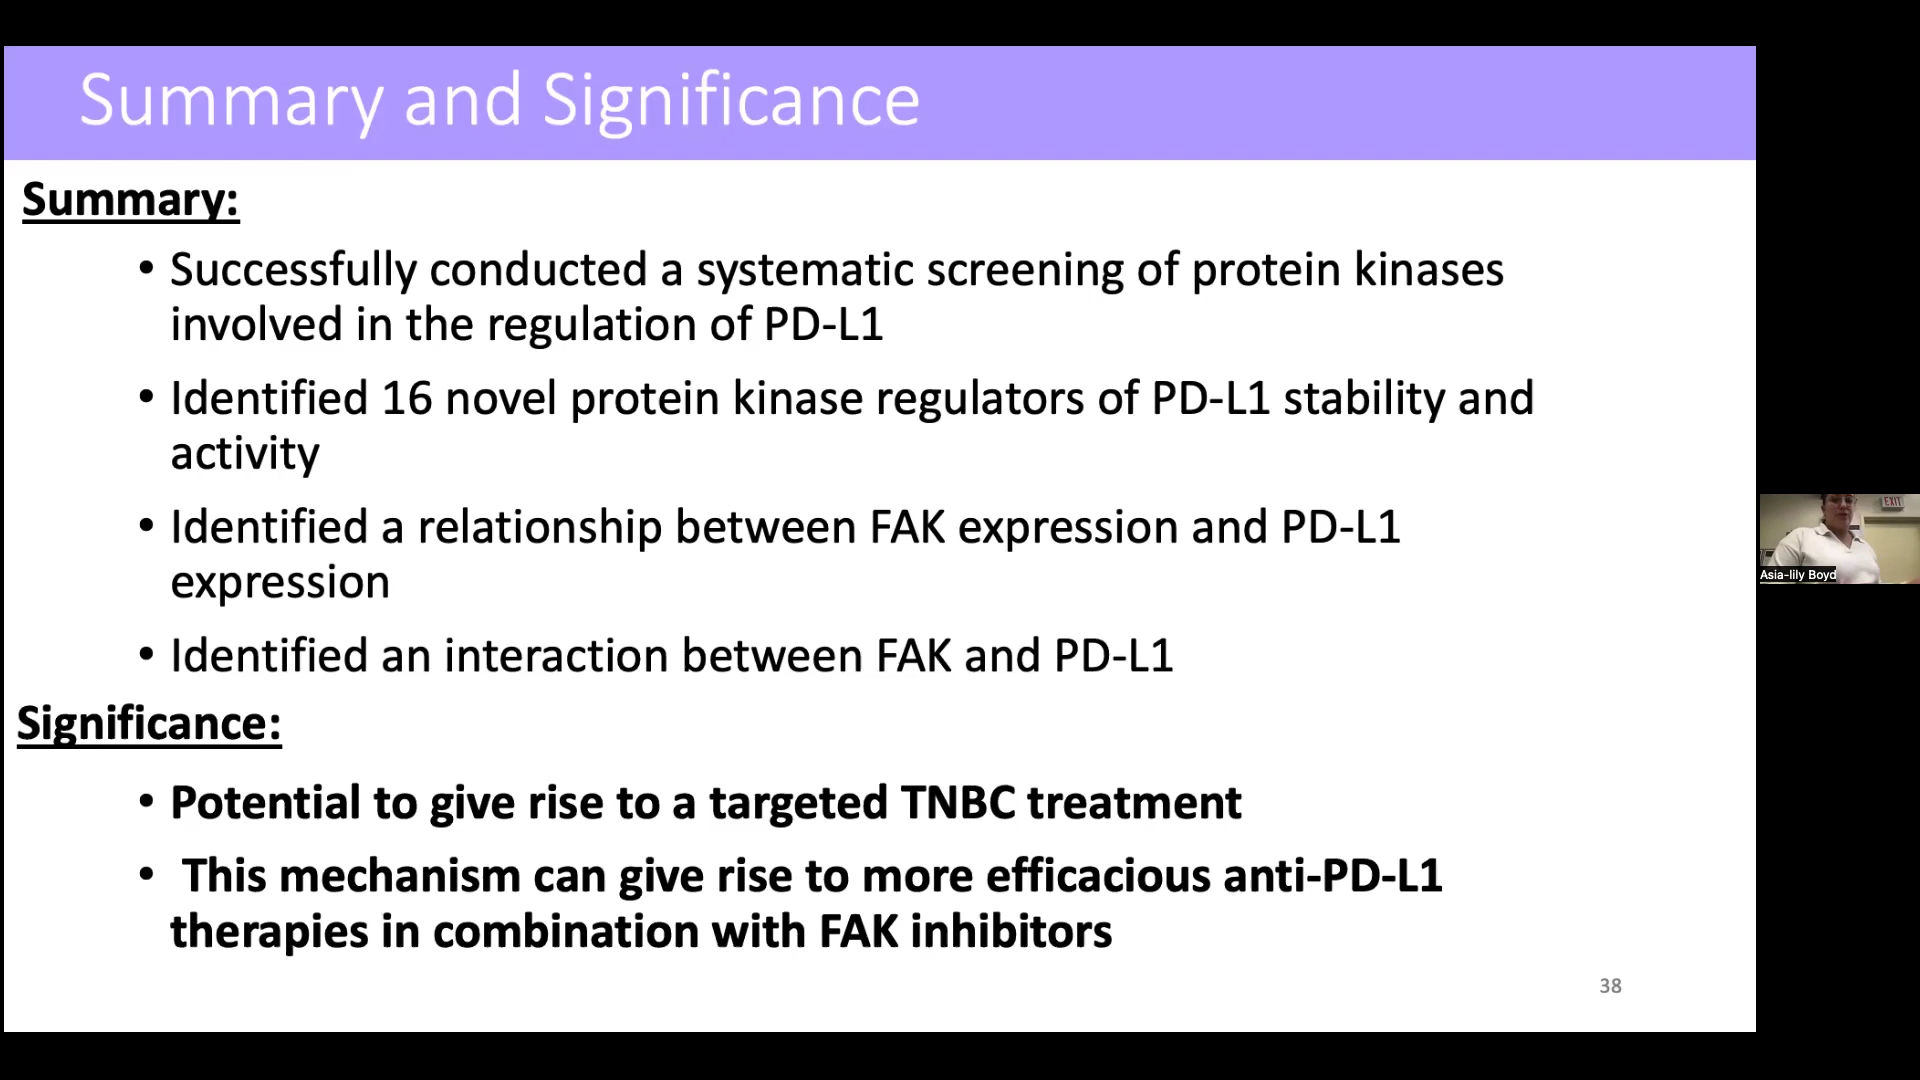 Summary and Significance
Summary:
• Successfully conducted a systematic screening of protein kinases
involved in the regulation of PD-L1
• Identified 16 novel protein kinase regulators of PD-L1 stability and
activity
• Identified a relationship between FAK expression and PD-L1
expression
• Identified an interaction between FAK and PD-L1
Significance:
• Potential to give rise to a targeted TNBC treatment
• This mechanism can give rise to more efficacious anti-PD-L1
therapies in combination with FAK inhibitors
38
EXIT
Asia-lily Boyd